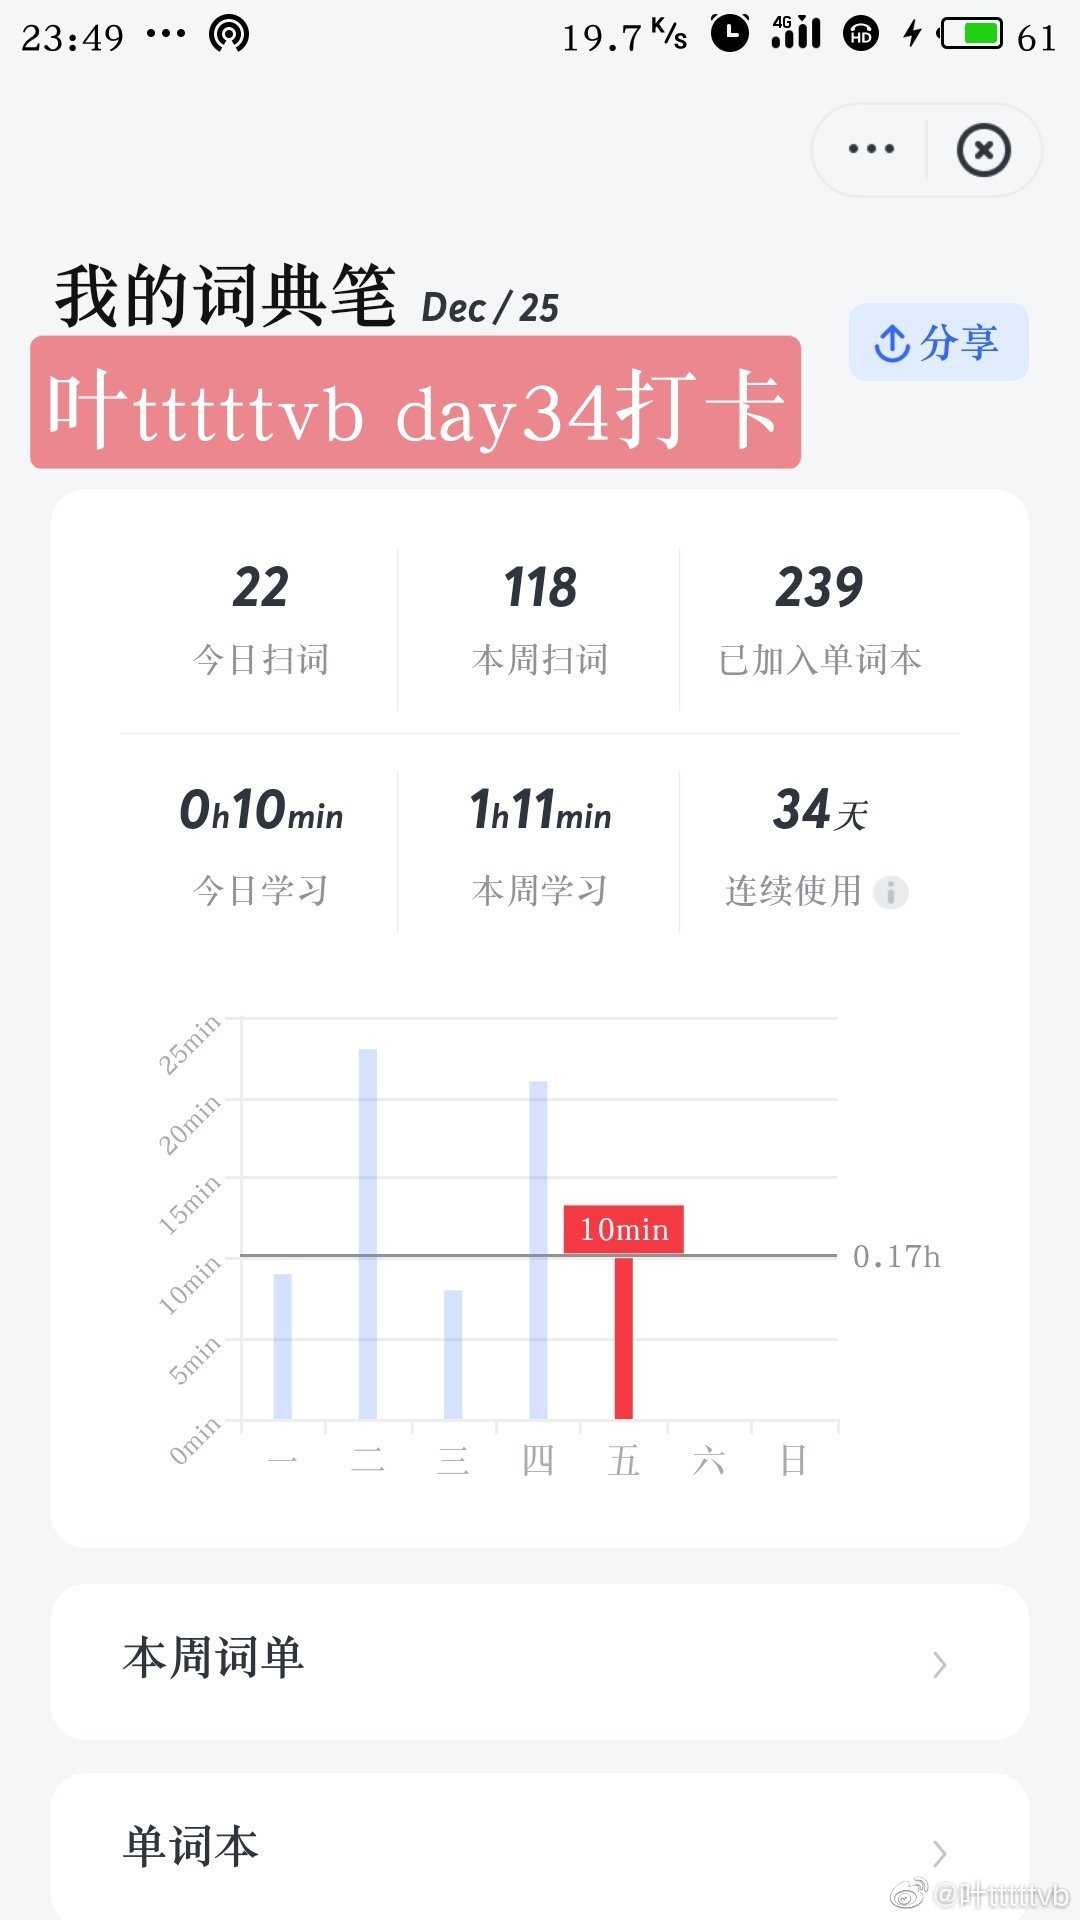 23:49 ••• 19.7 K/s 4G HD 61
•••
我的词典笔 Dec / 25
分享
叶tttttvb day34打卡
22 118 239
今日扫词 本周扫词 已加入单词本
0h10min 1h11min 34天
今日学习 本周学习 连续使用 i
25min
20min
15min
10min
10min 0.17h
5min
0min
一 二 三 四 五 六 日
本周词单
单词本
@叶tttttvb